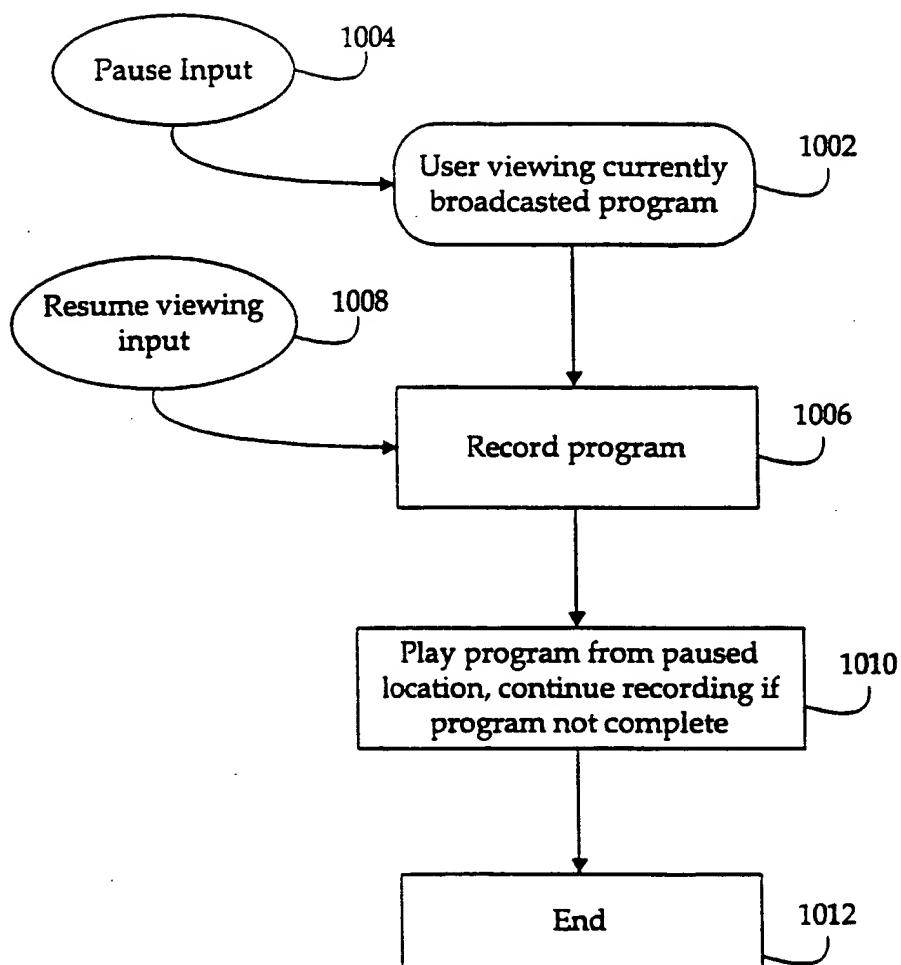 1004
Pause Input
1002
User viewing currently
broadcasted program
1008
Resume viewing
input
1006
Record program
Play program from paused
location, continue recording if
program not complete
1010
End
1012